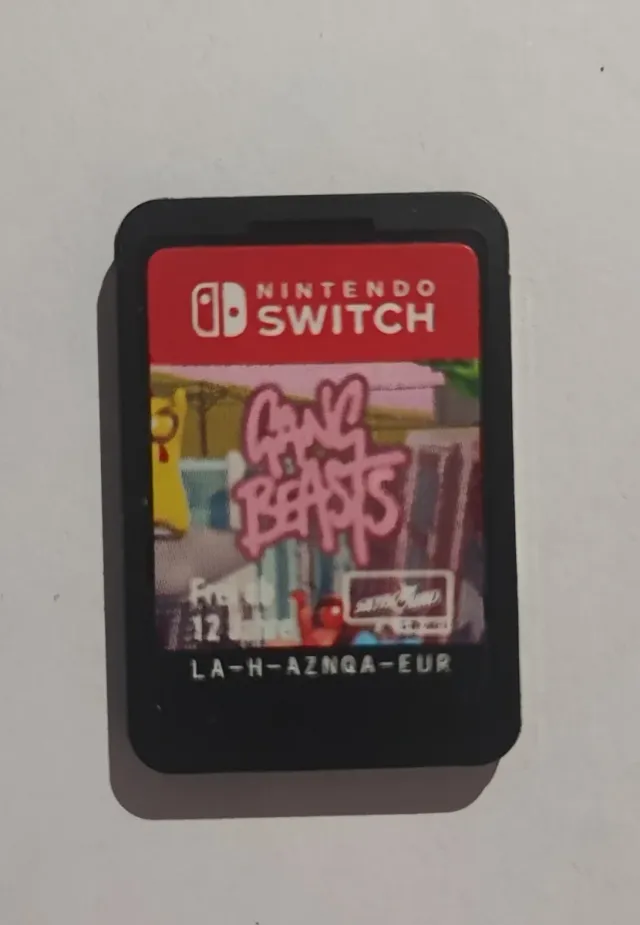 NINTENDO
SWITCH
GANG
BEASTS
12
LA-H-AZNQA-EUR